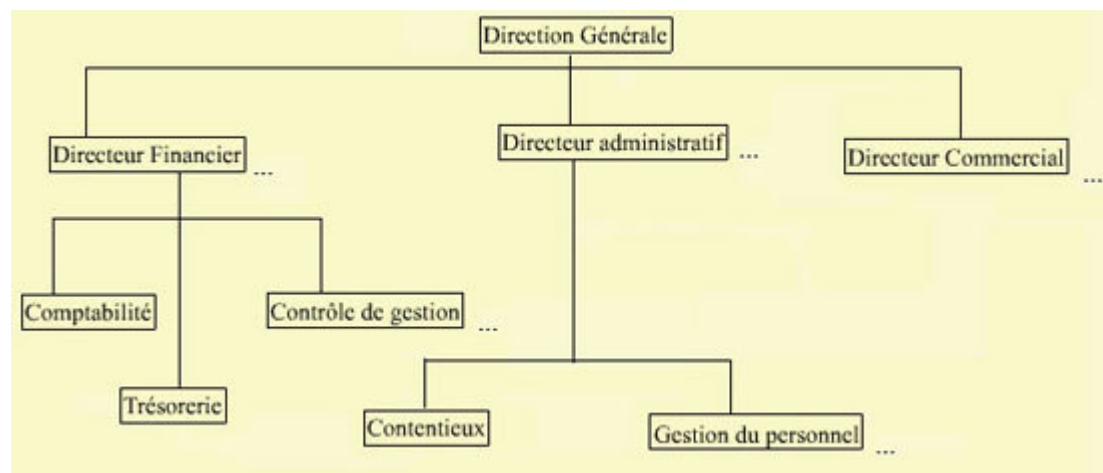 Direction Générale
Directeur Financier ...
Directeur administratif ...
Directeur Commercial ...
Comptabilité
Contrôle de gestion ...
Trésorerie
Contentieux
Gestion du personnel ...